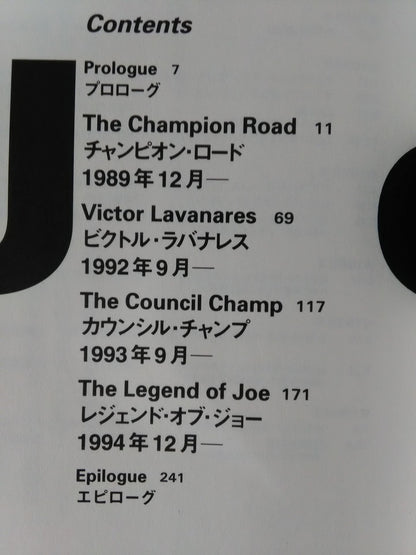 Contents
Prologue 7
プロローグ
The Champion Road 11
チャンピオン・ロード
1989年12月―
Victor Lavanares 69
ビクトル・ラバナレス
1992年9月―
The Council Champ 117
カウンシル・チャンプ
1993年9月―
The Legend of Joe 171
レジェンド・オブ・ジョー
1994年12月―
Epilogue 241
エピローグ